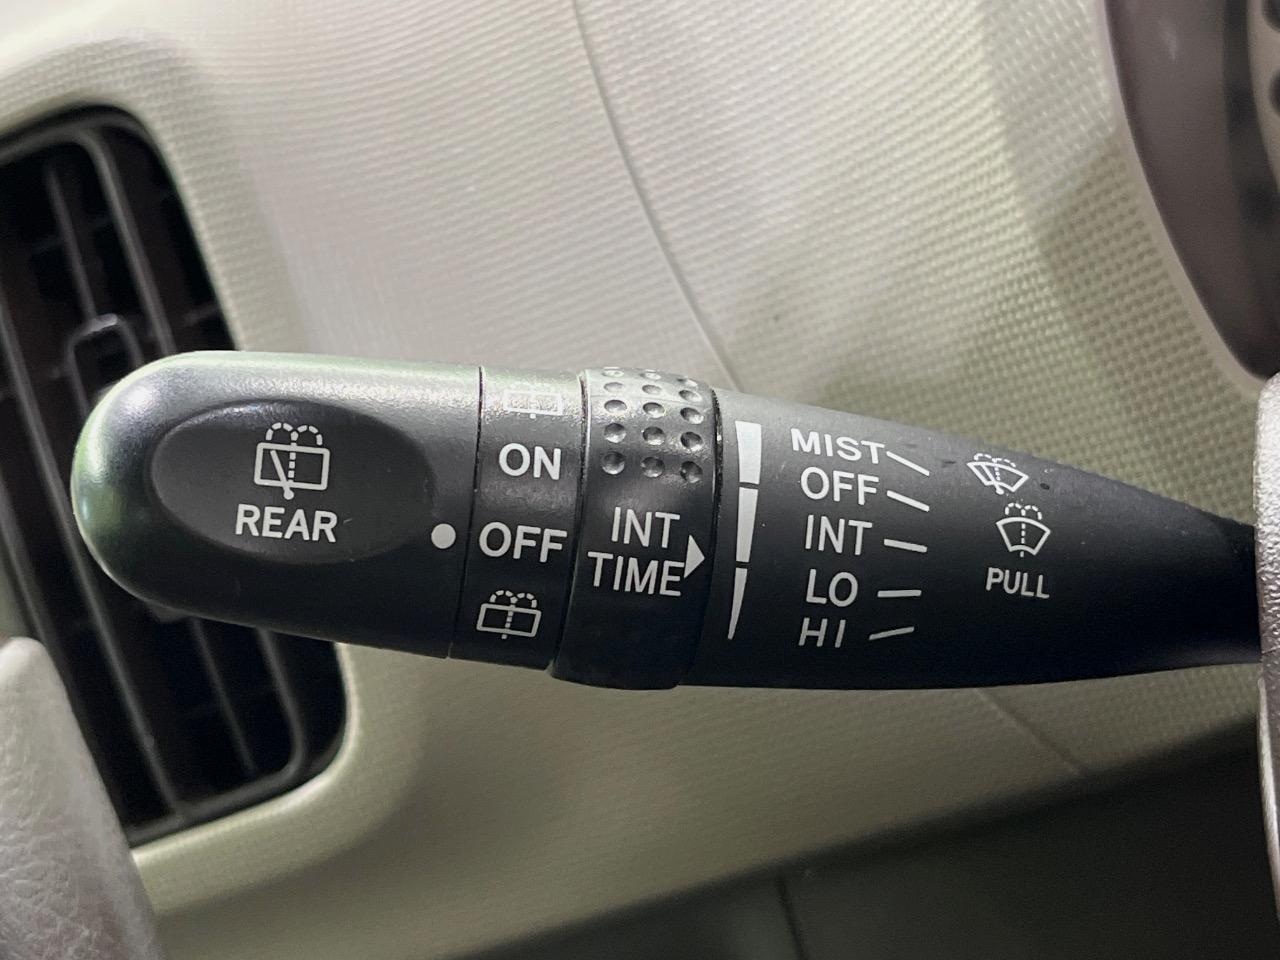 REAR
ON
OFF
INT
TIME
MIST
OFF
INT
LO
HI
PULL